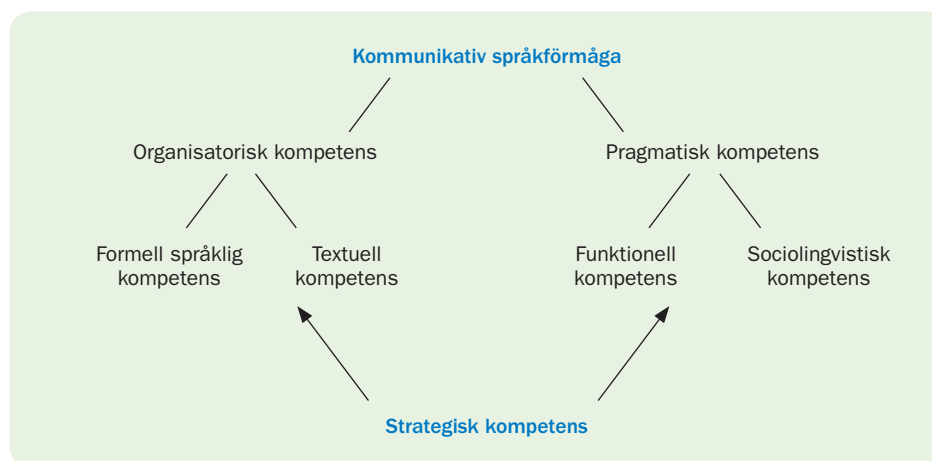 Kommunikativ språkförmåga
Organisatorisk kompetens
Pragmatisk kompetens
Formell språklig
kompetens
Textuell
kompetens
Funktionell
kompetens
Sociolingvistisk
kompetens
Strategisk kompetens